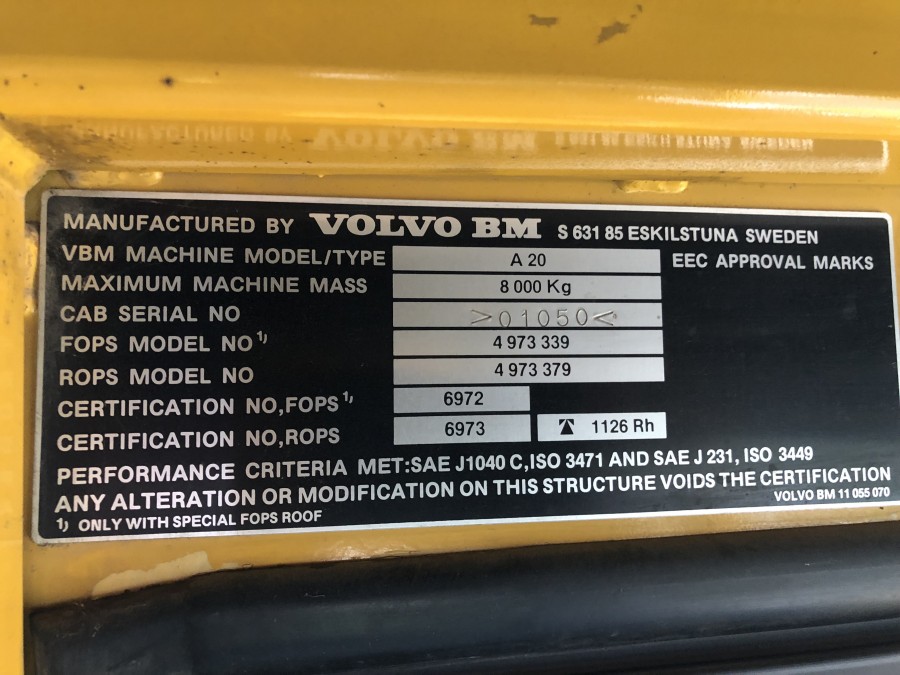 MANUFACTURED BY VOLVO BM S 631 85 ESKILSTUNA SWEDEN
VBM MACHINE MODEL/TYPE A 20 EEC APPROVAL MARKS
MAXIMUM MACHINE MASS 8 000 Kg
CAB SERIAL NO >01050<
FOPS MODEL NO 1) 4 973 339
ROPS MODEL NO 4 973 379
CERTIFICATION NO,FOPS 1) 6972
CERTIFICATION NO,ROPS 6973 1126 Rh
PERFORMANCE CRITERIA MET:SAE J1040 C,ISO 3471 AND SAE J 231, ISO 3449
ANY ALTERATION OR MODIFICATION ON THIS STRUCTURE VOIDS THE CERTIFICATION
1) ONLY WITH SPECIAL FOPS ROOF VOLVO BM 11 055 070